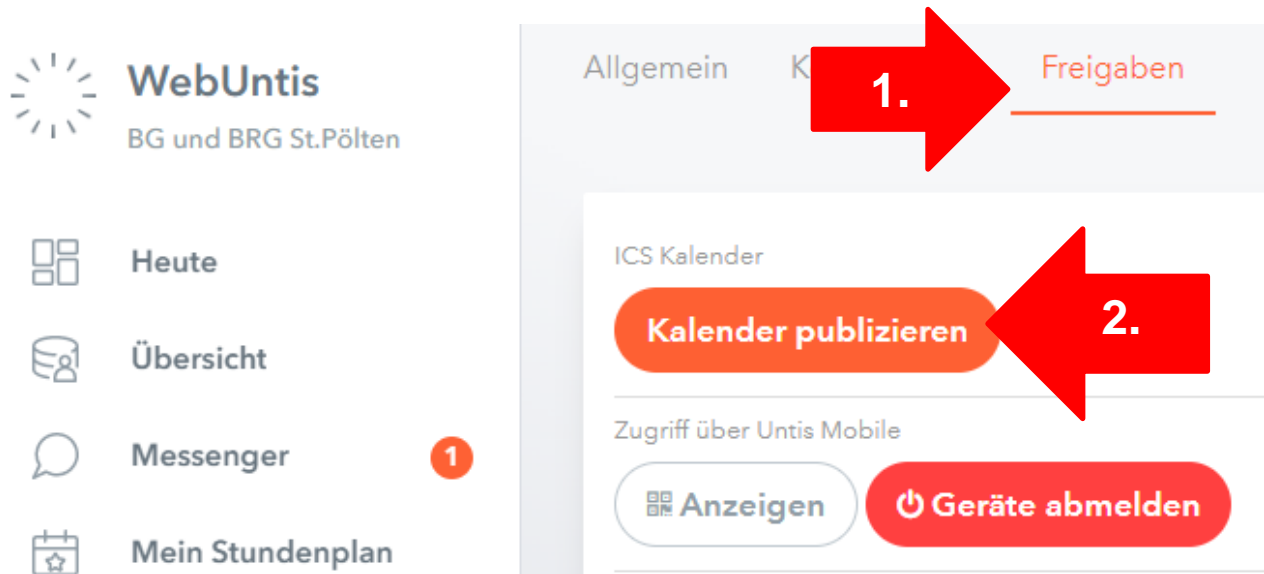 WebUntis
BG und BRG St.Pölten
Heute
Übersicht
Messenger
1
Mein Stundenplan
Allgemein
1.
Freigaben
ICS Kalender
Kalender publizieren
2.
Zugriff über Untis Mobile
Anzeigen
Geräte abmelden